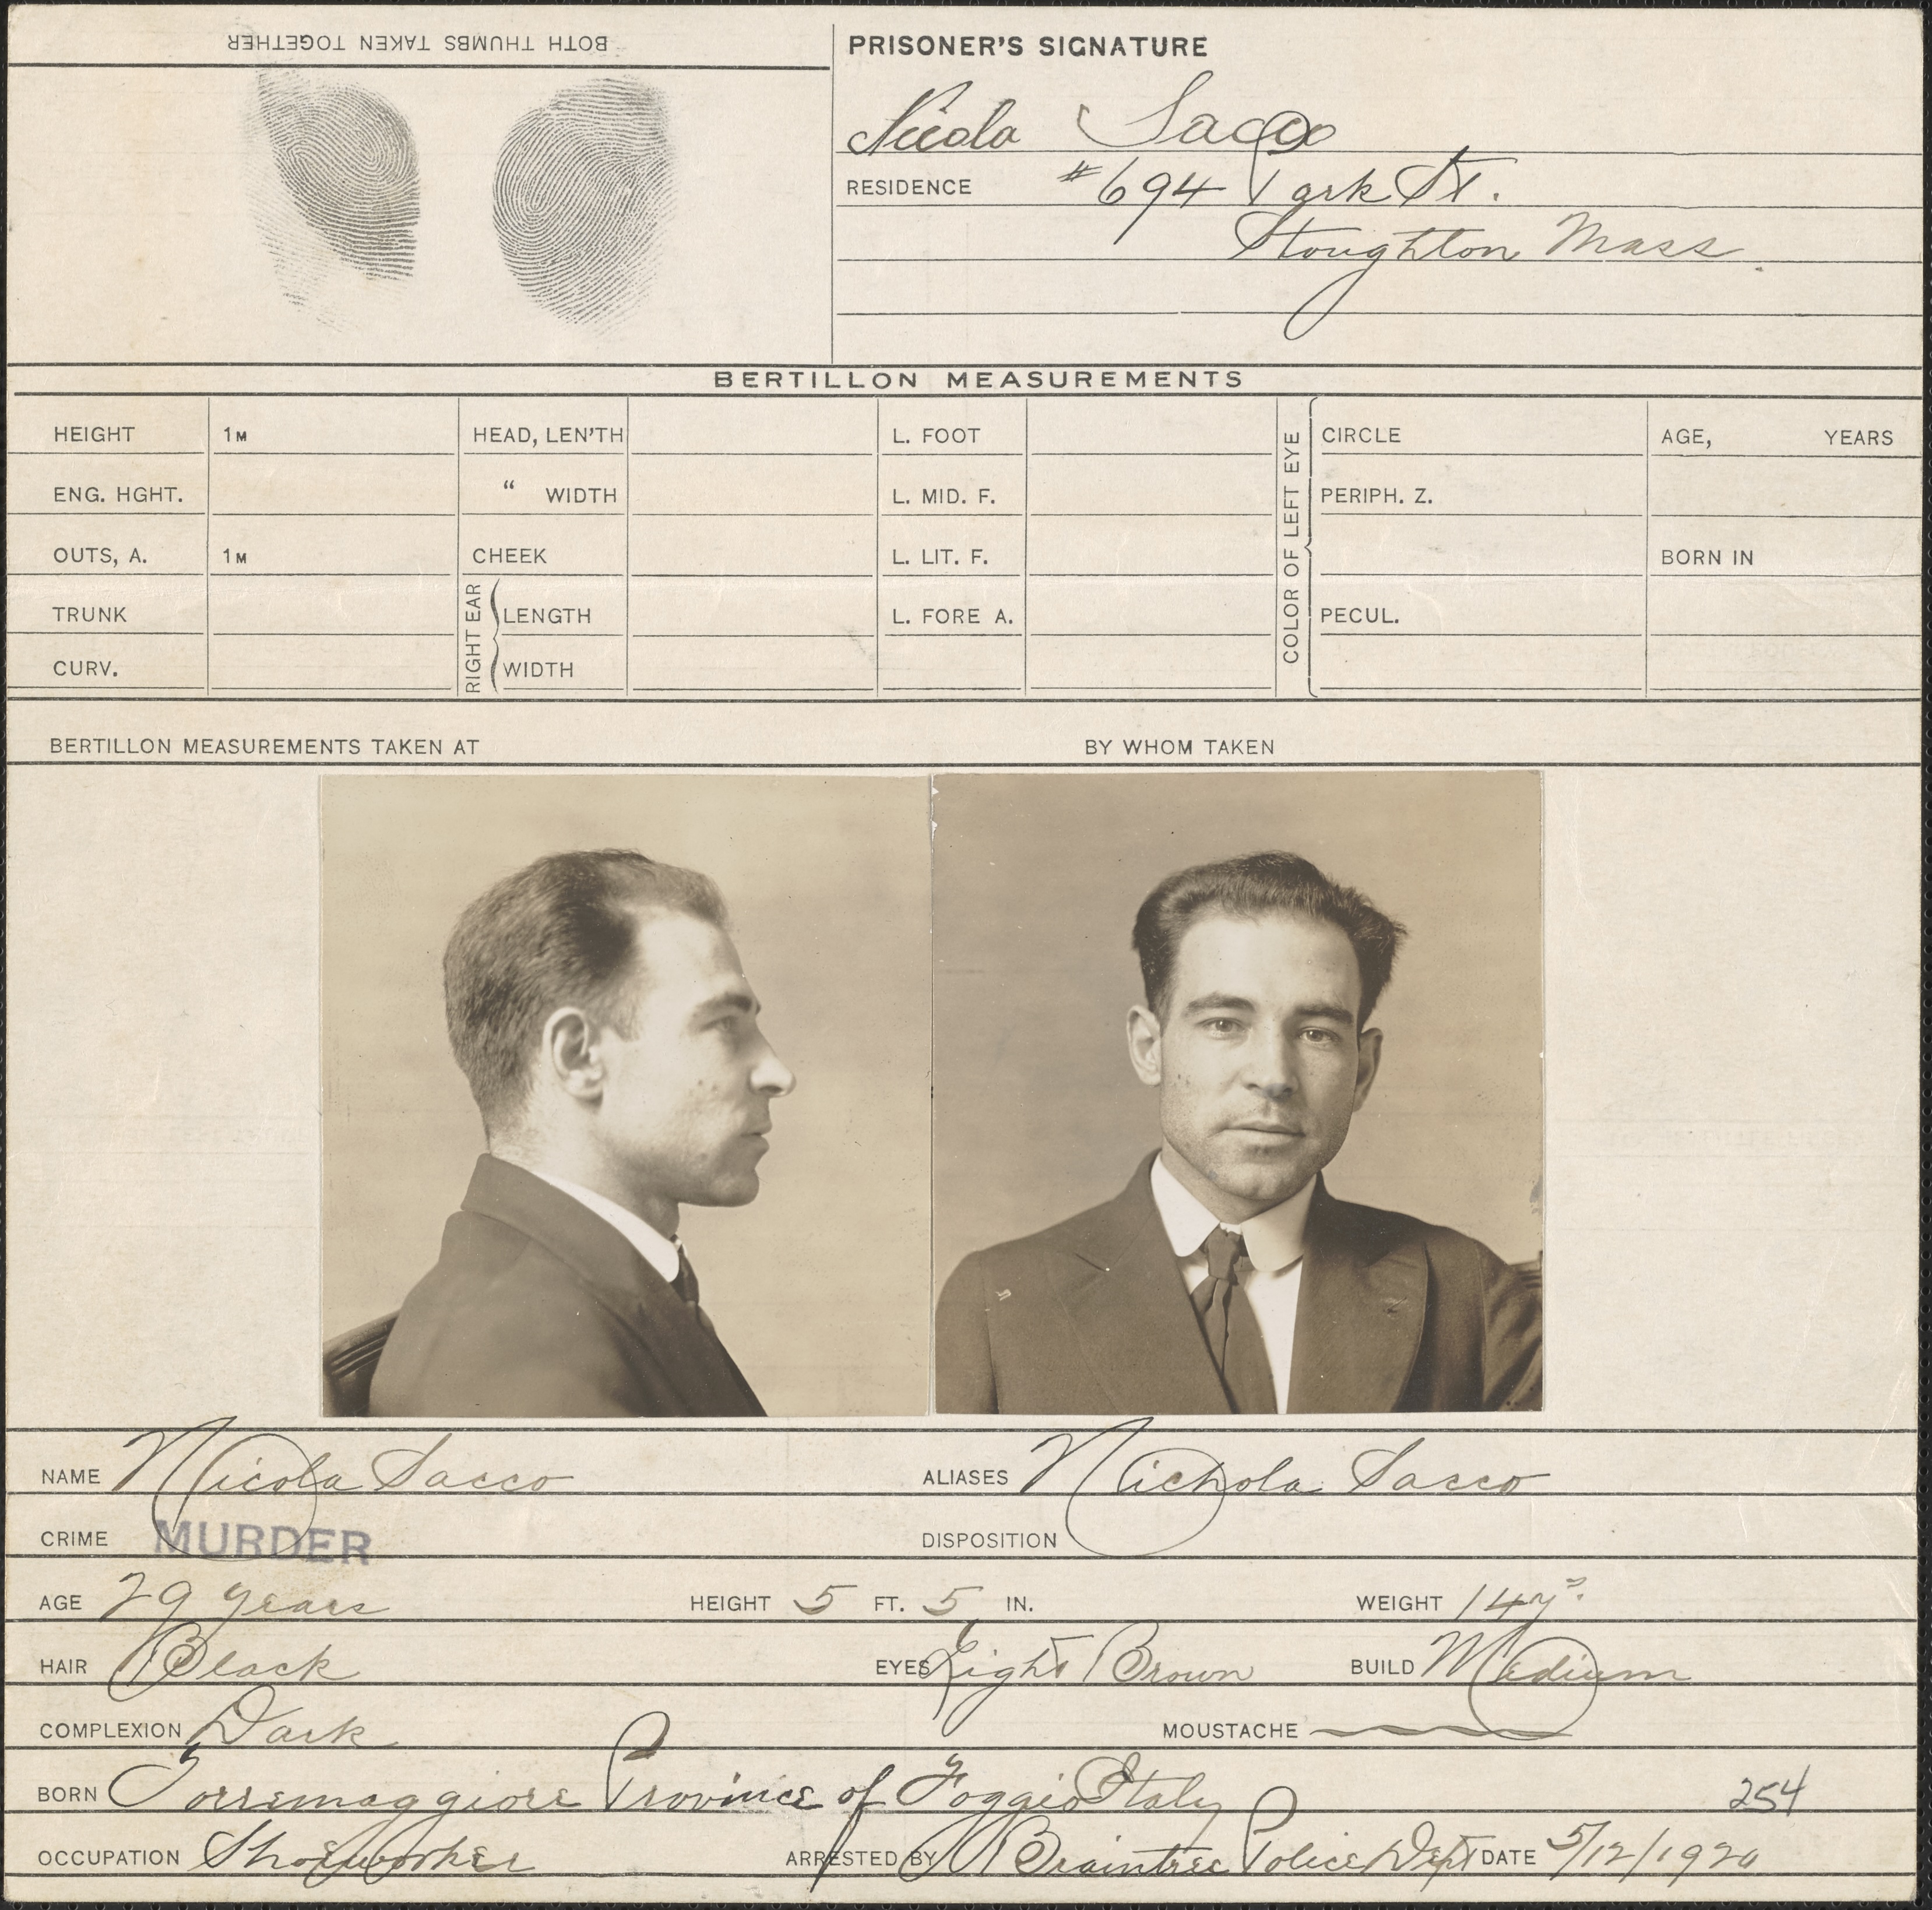 BOTH THUMBS TAKEN TOGETHER
PRISONER'S SIGNATURE
Nicola Sacco
RESIDENCE #694 Park St.
Stoughton Mass.
BERTILLON MEASUREMENTS
HEIGHT 1M HEAD, LEN'TH L. FOOT CIRCLE AGE, YEARS
ENG. HGHT. " WIDTH L. MID. F. PERIPH. Z.
OUTS, A. 1M CHEEK L. LIT. F. BORN IN
TRUNK LENGTH L. FORE A. PECUL.
CURV. WIDTH
RIGHT EAR
COLOR OF LEFT EYE
BERTILLON MEASUREMENTS TAKEN AT BY WHOM TAKEN
NAME Nicola Sacco ALIASES Nichola Sacco
CRIME MURDER DISPOSITION
AGE 29 years HEIGHT 5 FT. 5 IN. WEIGHT 147
HAIR Black EYES Light Brown BUILD Medium
COMPLEXION Dark MOUSTACHE
BORN Torremaggiore Province of Foggio Italy 254
OCCUPATION Shoeworker ARRESTED BY Braintree Police Dept DATE 5/12/1920